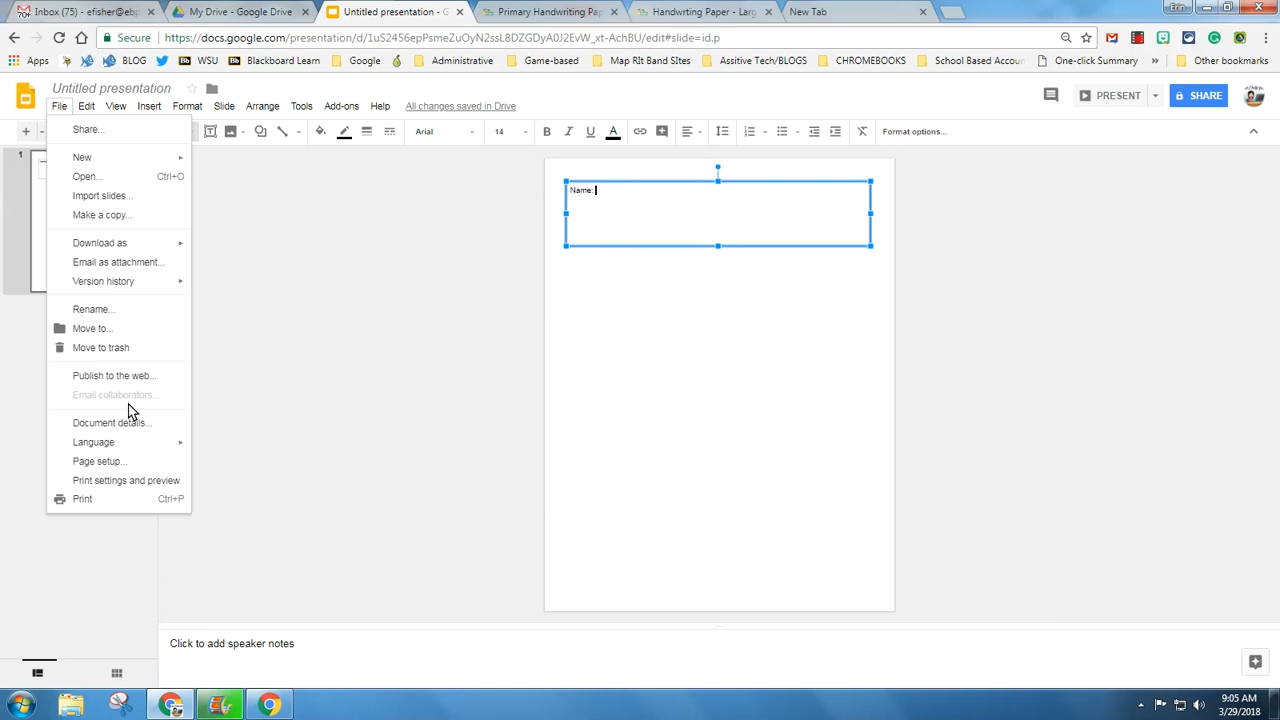 Inbox (75) - efisher@ebp
My Drive - Google Drive
Untitled presentation - G
Primary Handwriting Pap
Handwrting Paper - Larg
New Tab
Secure
https://docs.google.com/presentation/d/1uS2456epPsmeZuOyN2ssL8DZGDyA0J2EvW_xt-AchBU/edit#slide=id.p
Apps
BLOG
WSU
Blackboard Learn
Google
Administrative
Game-based
Map RIt Band SItes
Assitive Tech/BLOGS
CHROMEBOOKS
School Based Accoun
One-click Summary
Other bookmarks
Untitled presentation
File Edit View Insert Format Slide Arrange Tools Add-ons Help
All changes saved in Drive
PRESENT
SHARE
Arial
14
Format options...
Share...
New
Open... Ctrl+O
Import slides...
Make a copy...
Download as
Email as attachment...
Version history
Rename...
Move to...
Move to trash
Publish to the web...
Email collaborators...
Document details...
Language
Page setup...
Print settings and preview
Print Ctrl+P
1
Name:
Click to add speaker notes
9:05 AM
3/29/2018